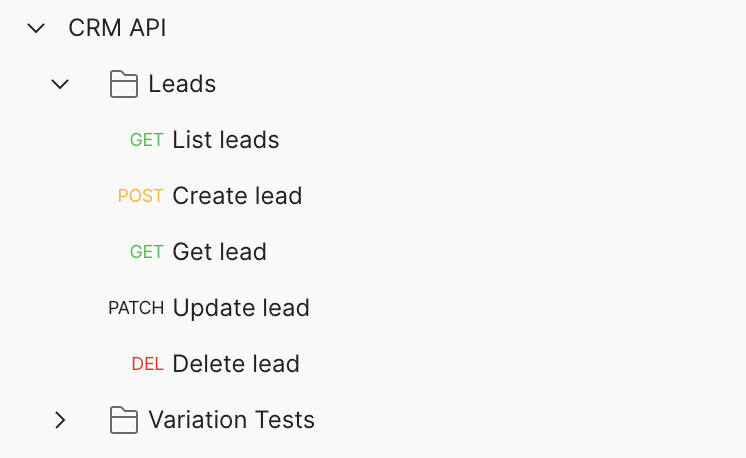 CRM API
Leads
GET List leads
POST Create lead
GET Get lead
PATCH Update lead
DEL Delete lead
Variation Tests